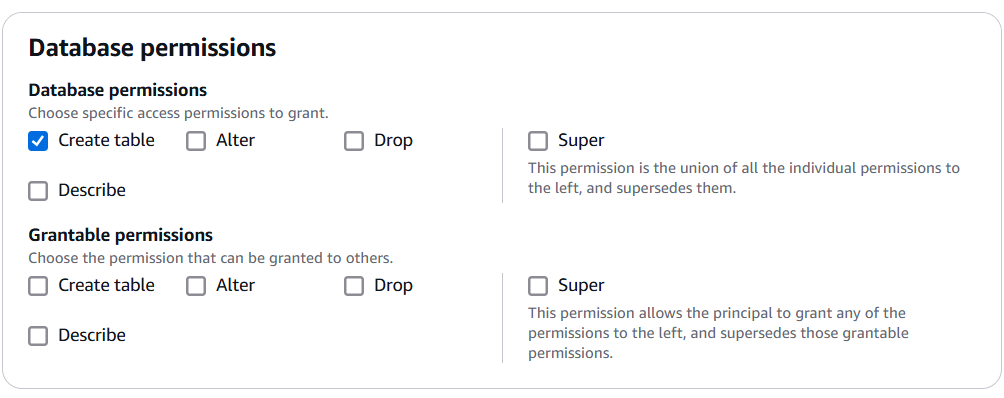 Database permissions
Database permissions
Choose specific access permissions to grant.
Create table Alter Drop
Describe
Super
This permission is the union of all the individual permissions to
the left, and supersedes them.
Grantable permissions
Choose the permission that can be granted to others.
Create table Alter Drop
Describe
Super
This permission allows the principal to grant any of the
permissions to the left, and supersedes those grantable
permissions.